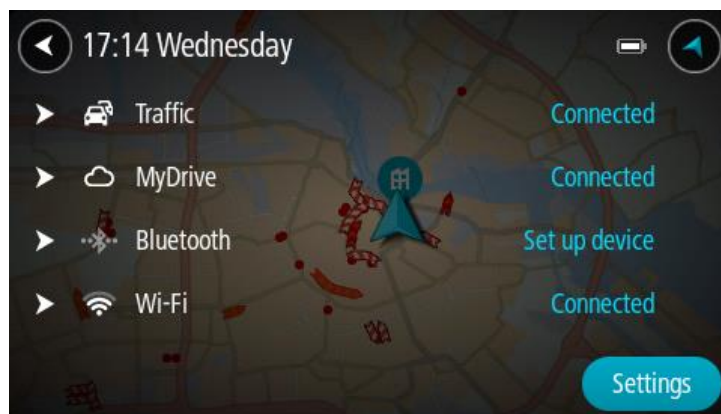 17:14 Wednesday
Traffic Connected
MyDrive Connected
Bluetooth Set up device
Wi-Fi Connected
Settings